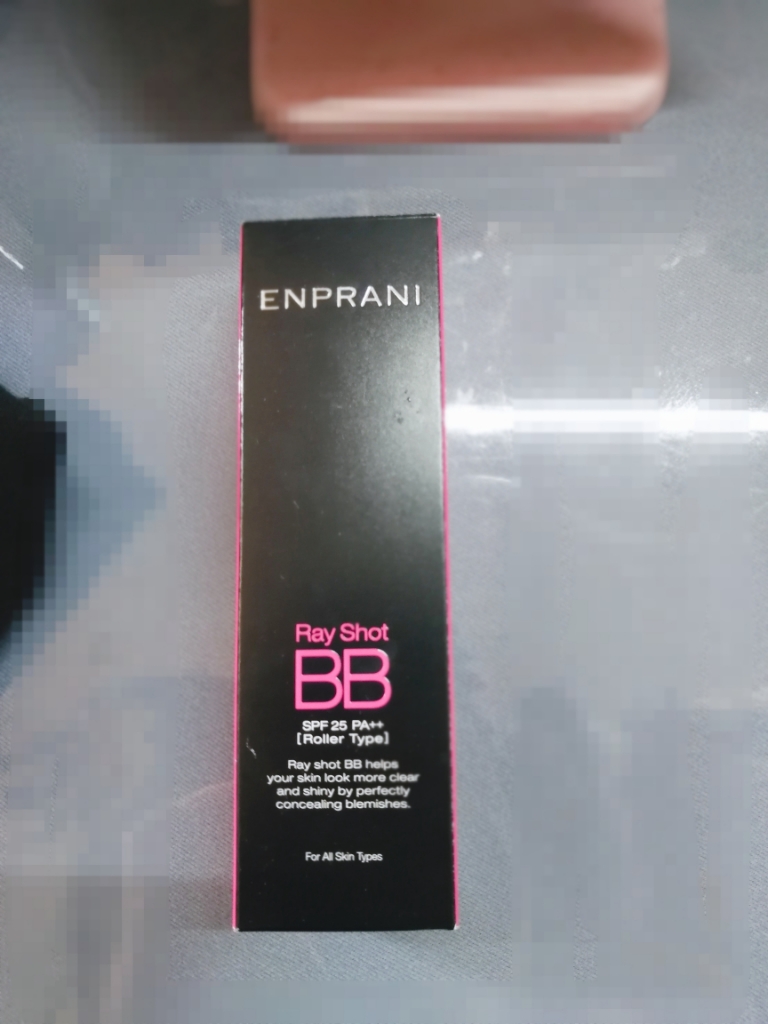 ENPRANI
Ray Shot
BB
SPF 25 PA++
[Roller Type]
Ray shot BB helps
your skin look more clear
and shiny by perfectly
concealing blemishes.
For All Skin Types